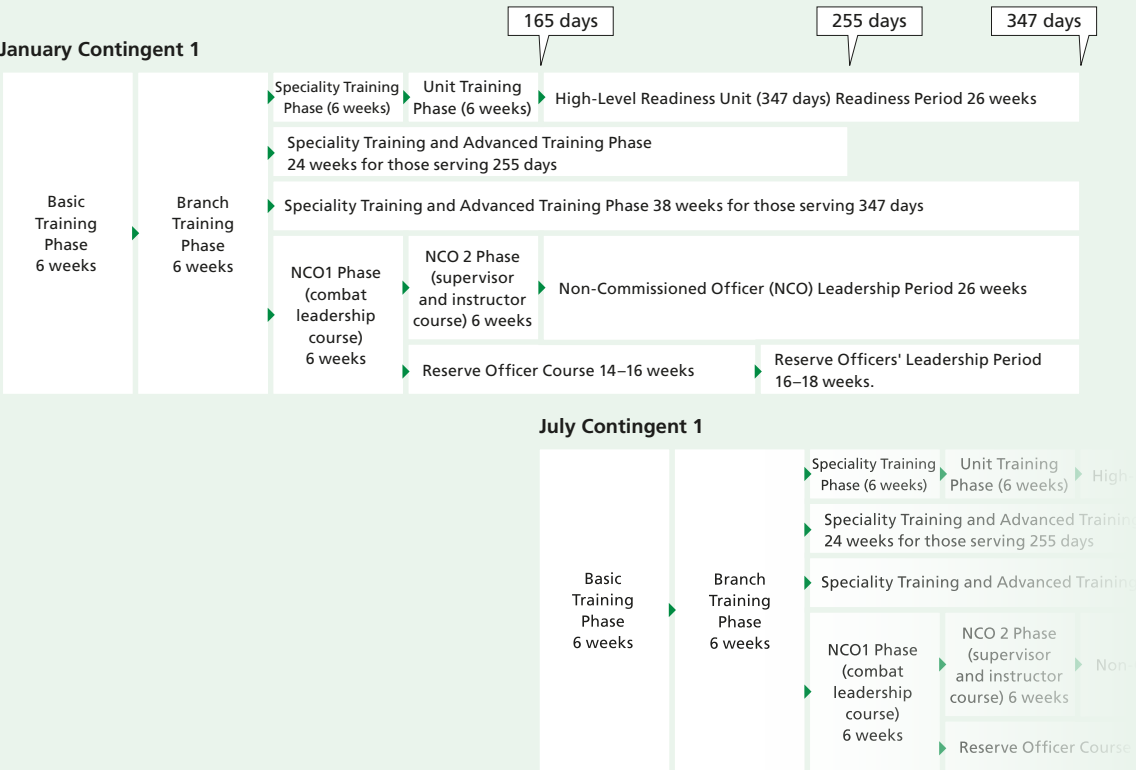 165 days
255 days
347 days
January Contingent 1
Basic
Training
Phase
6 weeks
Branch
Training
Phase
6 weeks
Speciality Training
Phase (6 weeks)
Unit Training
Phase (6 weeks)
High-Level Readiness Unit (347 days) Readiness Period 26 weeks
Speciality Training and Advanced Training Phase
24 weeks for those serving 255 days
Speciality Training and Advanced Training Phase 38 weeks for those serving 347 days
NCO1 Phase
(combat
leadership
course)
6 weeks
NCO 2 Phase
(supervisor
and instructor
course) 6 weeks
Non-Commissioned Officer (NCO) Leadership Period 26 weeks
Reserve Officer Course 14–16 weeks
Reserve Officers' Leadership Period
16–18 weeks.
July Contingent 1
Basic
Training
Phase
6 weeks
Branch
Training
Phase
6 weeks
Speciality Training
Phase (6 weeks)
Unit Training
Phase (6 weeks)
High-
Speciality Training and Advanced Trainin
24 weeks for those serving 255 days
Speciality Training and Advanced Training
NCO1 Phase
(combat
leadership
course)
6 weeks
NCO 2 Phase
(supervisor
and instructor
course) 6 weeks
Non-
Reserve Officer Course